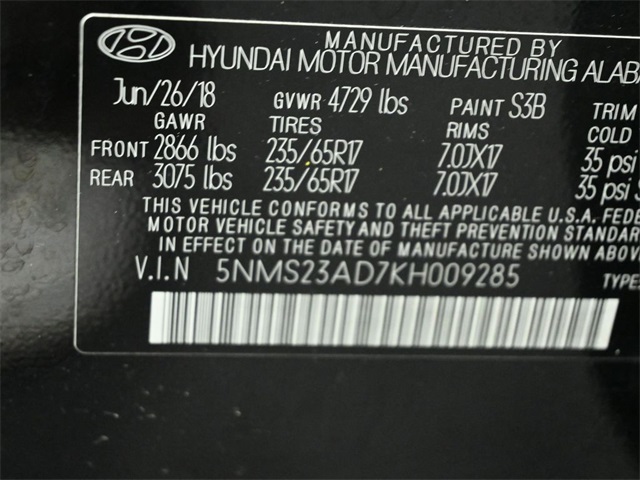 MANUFACTURED BY
HYUNDAI MOTOR MANUFACTURING ALABA
Jun/26/18 GVWR 4729 lbs PAINT S3B TRIM
GAWR TIRES RIMS COLD
FRONT 2866 lbs 235/65R17 7.0JX17 35 psi
REAR 3075 lbs 235/65R17 7.0JX17 35 psi
THIS VEHICLE CONFORMS TO ALL APPLICABLE U.S.A. FEDE
MOTOR VEHICLE SAFETY AND THEFT PREVENTION STANDAR
IN EFFECT ON THE DATE OF MANUFACTURE SHOWN ABOV
V.I.N 5NMS23AD7KH009285 TYPE